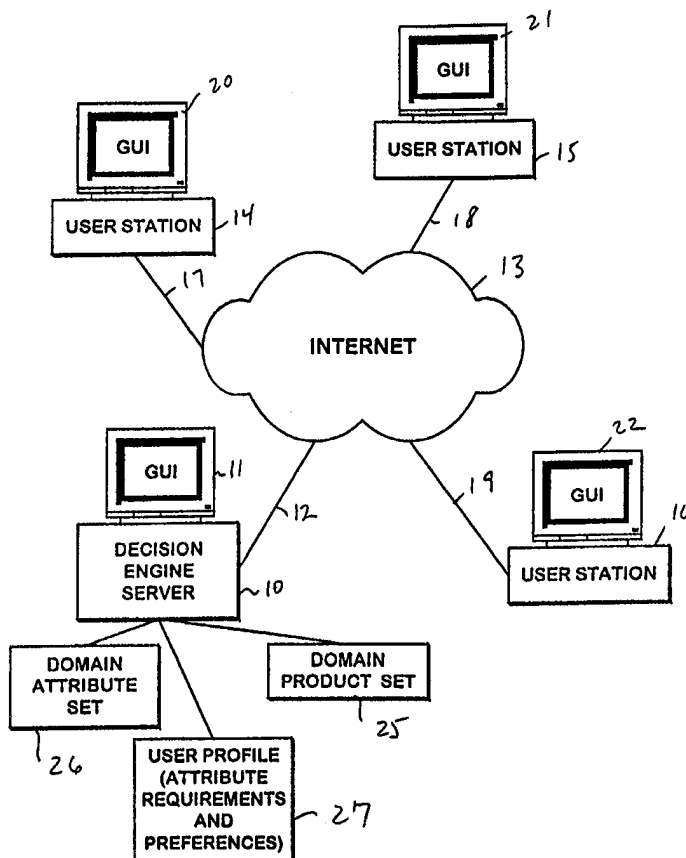 21
GUI
20
USER STATION
15
GUI
USER STATION
14
18
17
13
INTERNET
22
GUI
11
19
GUI
12
16
DECISION
ENGINE
SERVER
10
USER STATION
DOMAIN
ATTRIBUTE
SET
DOMAIN
PRODUCT SET
25
26
USER PROFILE
(ATTRIBUTE
REQUIREMENTS
AND
PREFERENCES)
27